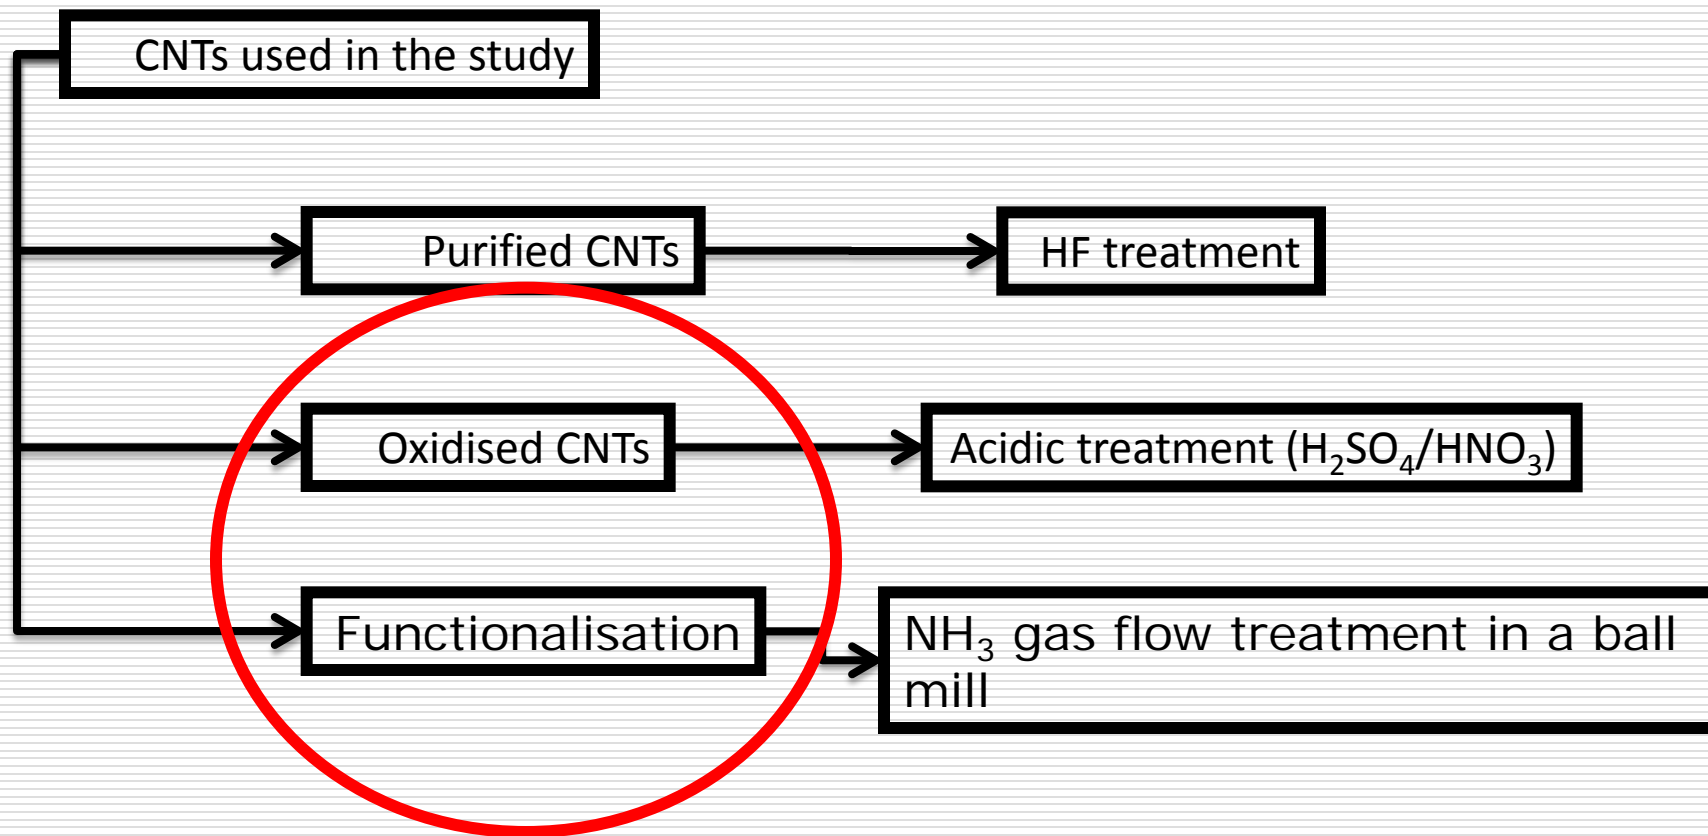 CNTs used in the study
Purified CNTs
HF treatment
Oxidised CNTs
Acidic treatment (H₂SO₄/HNO₃)
Functionalisation
NH₃ gas flow treatment in a ball
mill